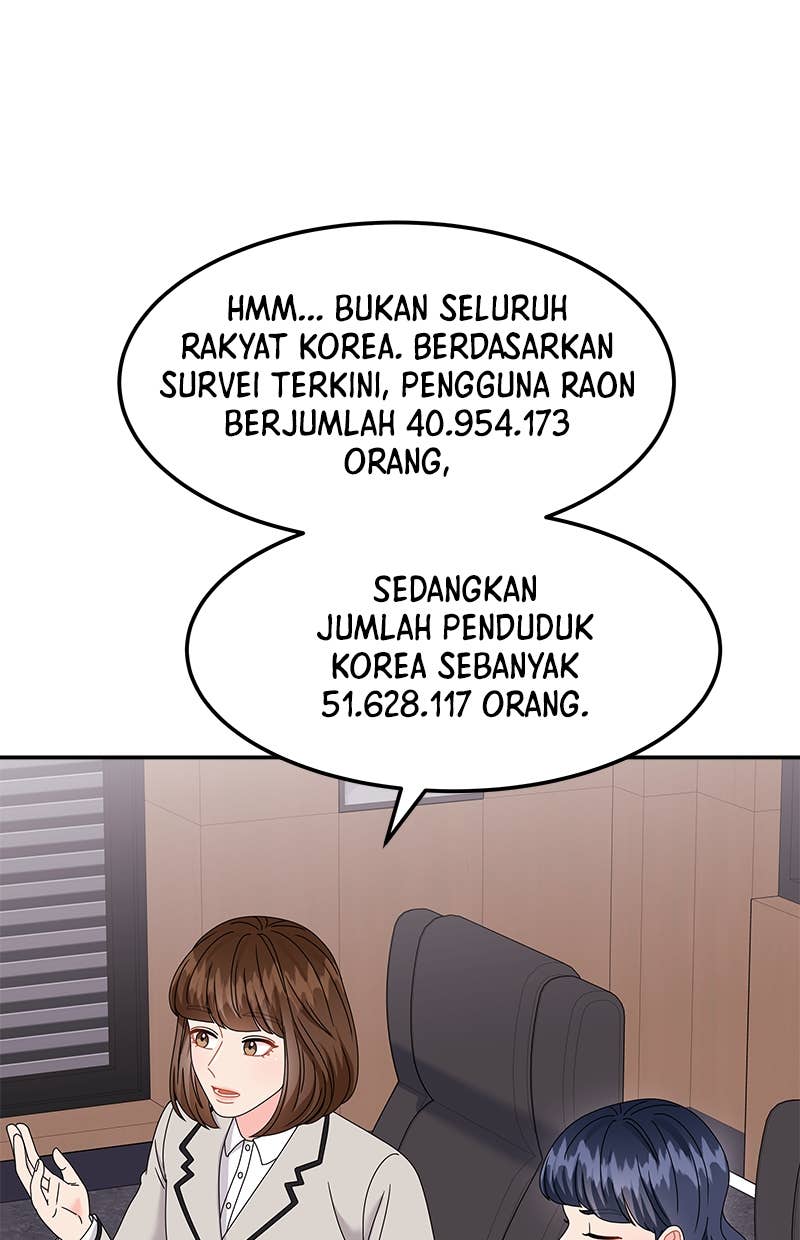 HMM... BUKAN SELURUH
RAKYAT KOREA. BERDASARKAN
SURVEI TERKINI, PENGGUNA RAON
BERJUMLAH 40.954.173
ORANG,
SEDANGKAN
JUMLAH PENDUDUK
KOREA SEBANYAK
51.628.117 ORANG.